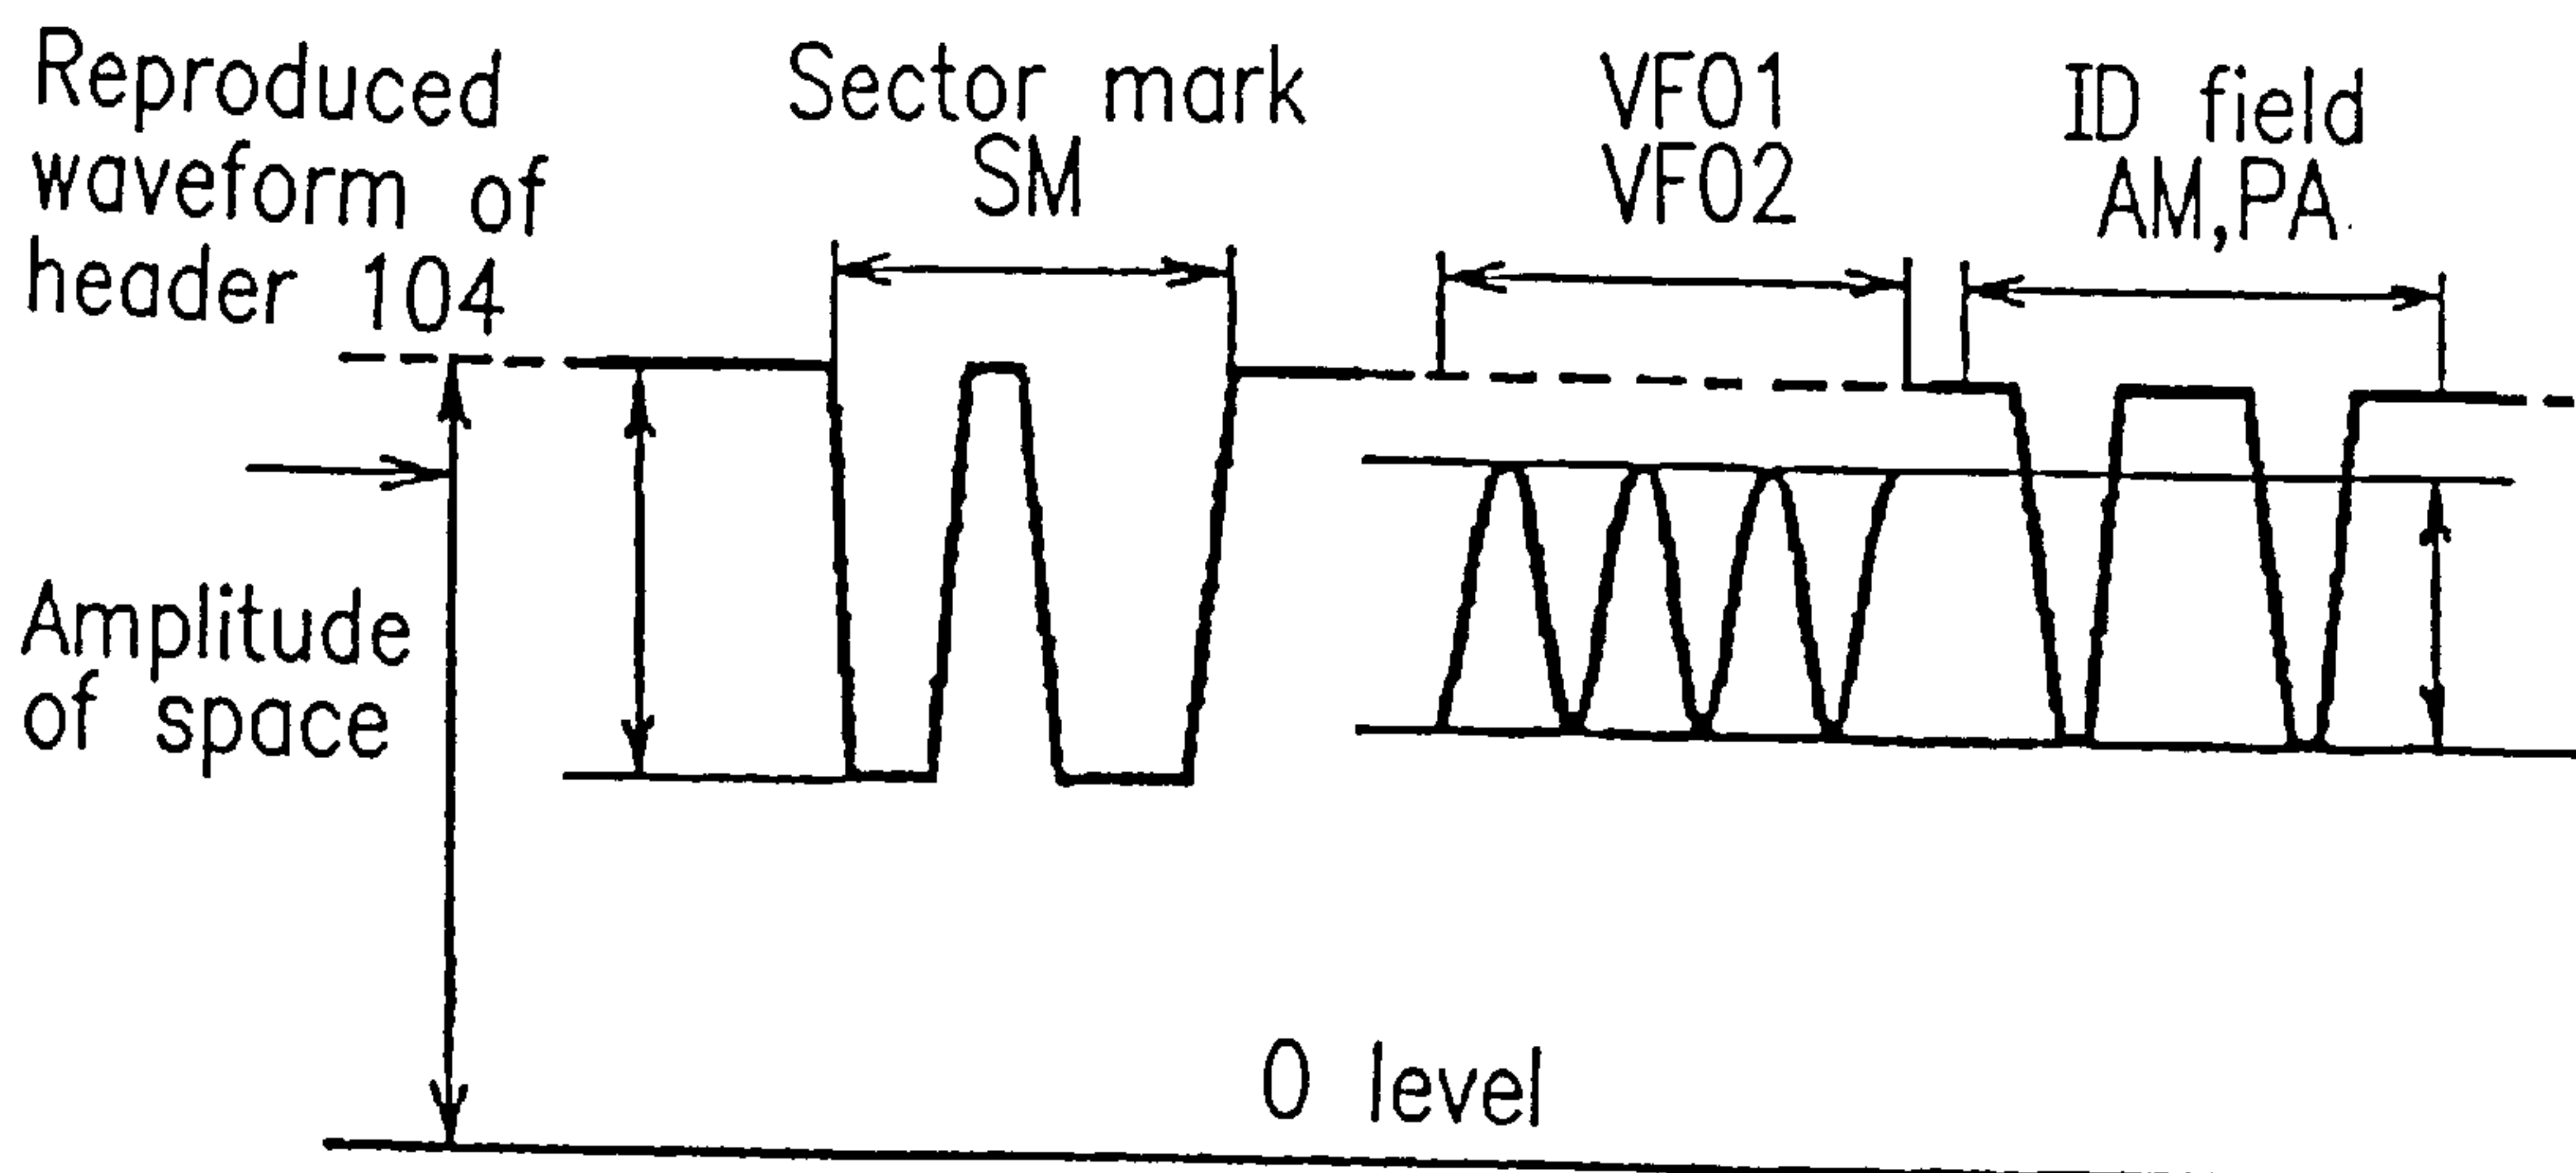 Reproduced
waveform of
header 104
Sector mark
SM
VFO1
VFO2
ID field
AM,PA
Amplitude
of space
0 level